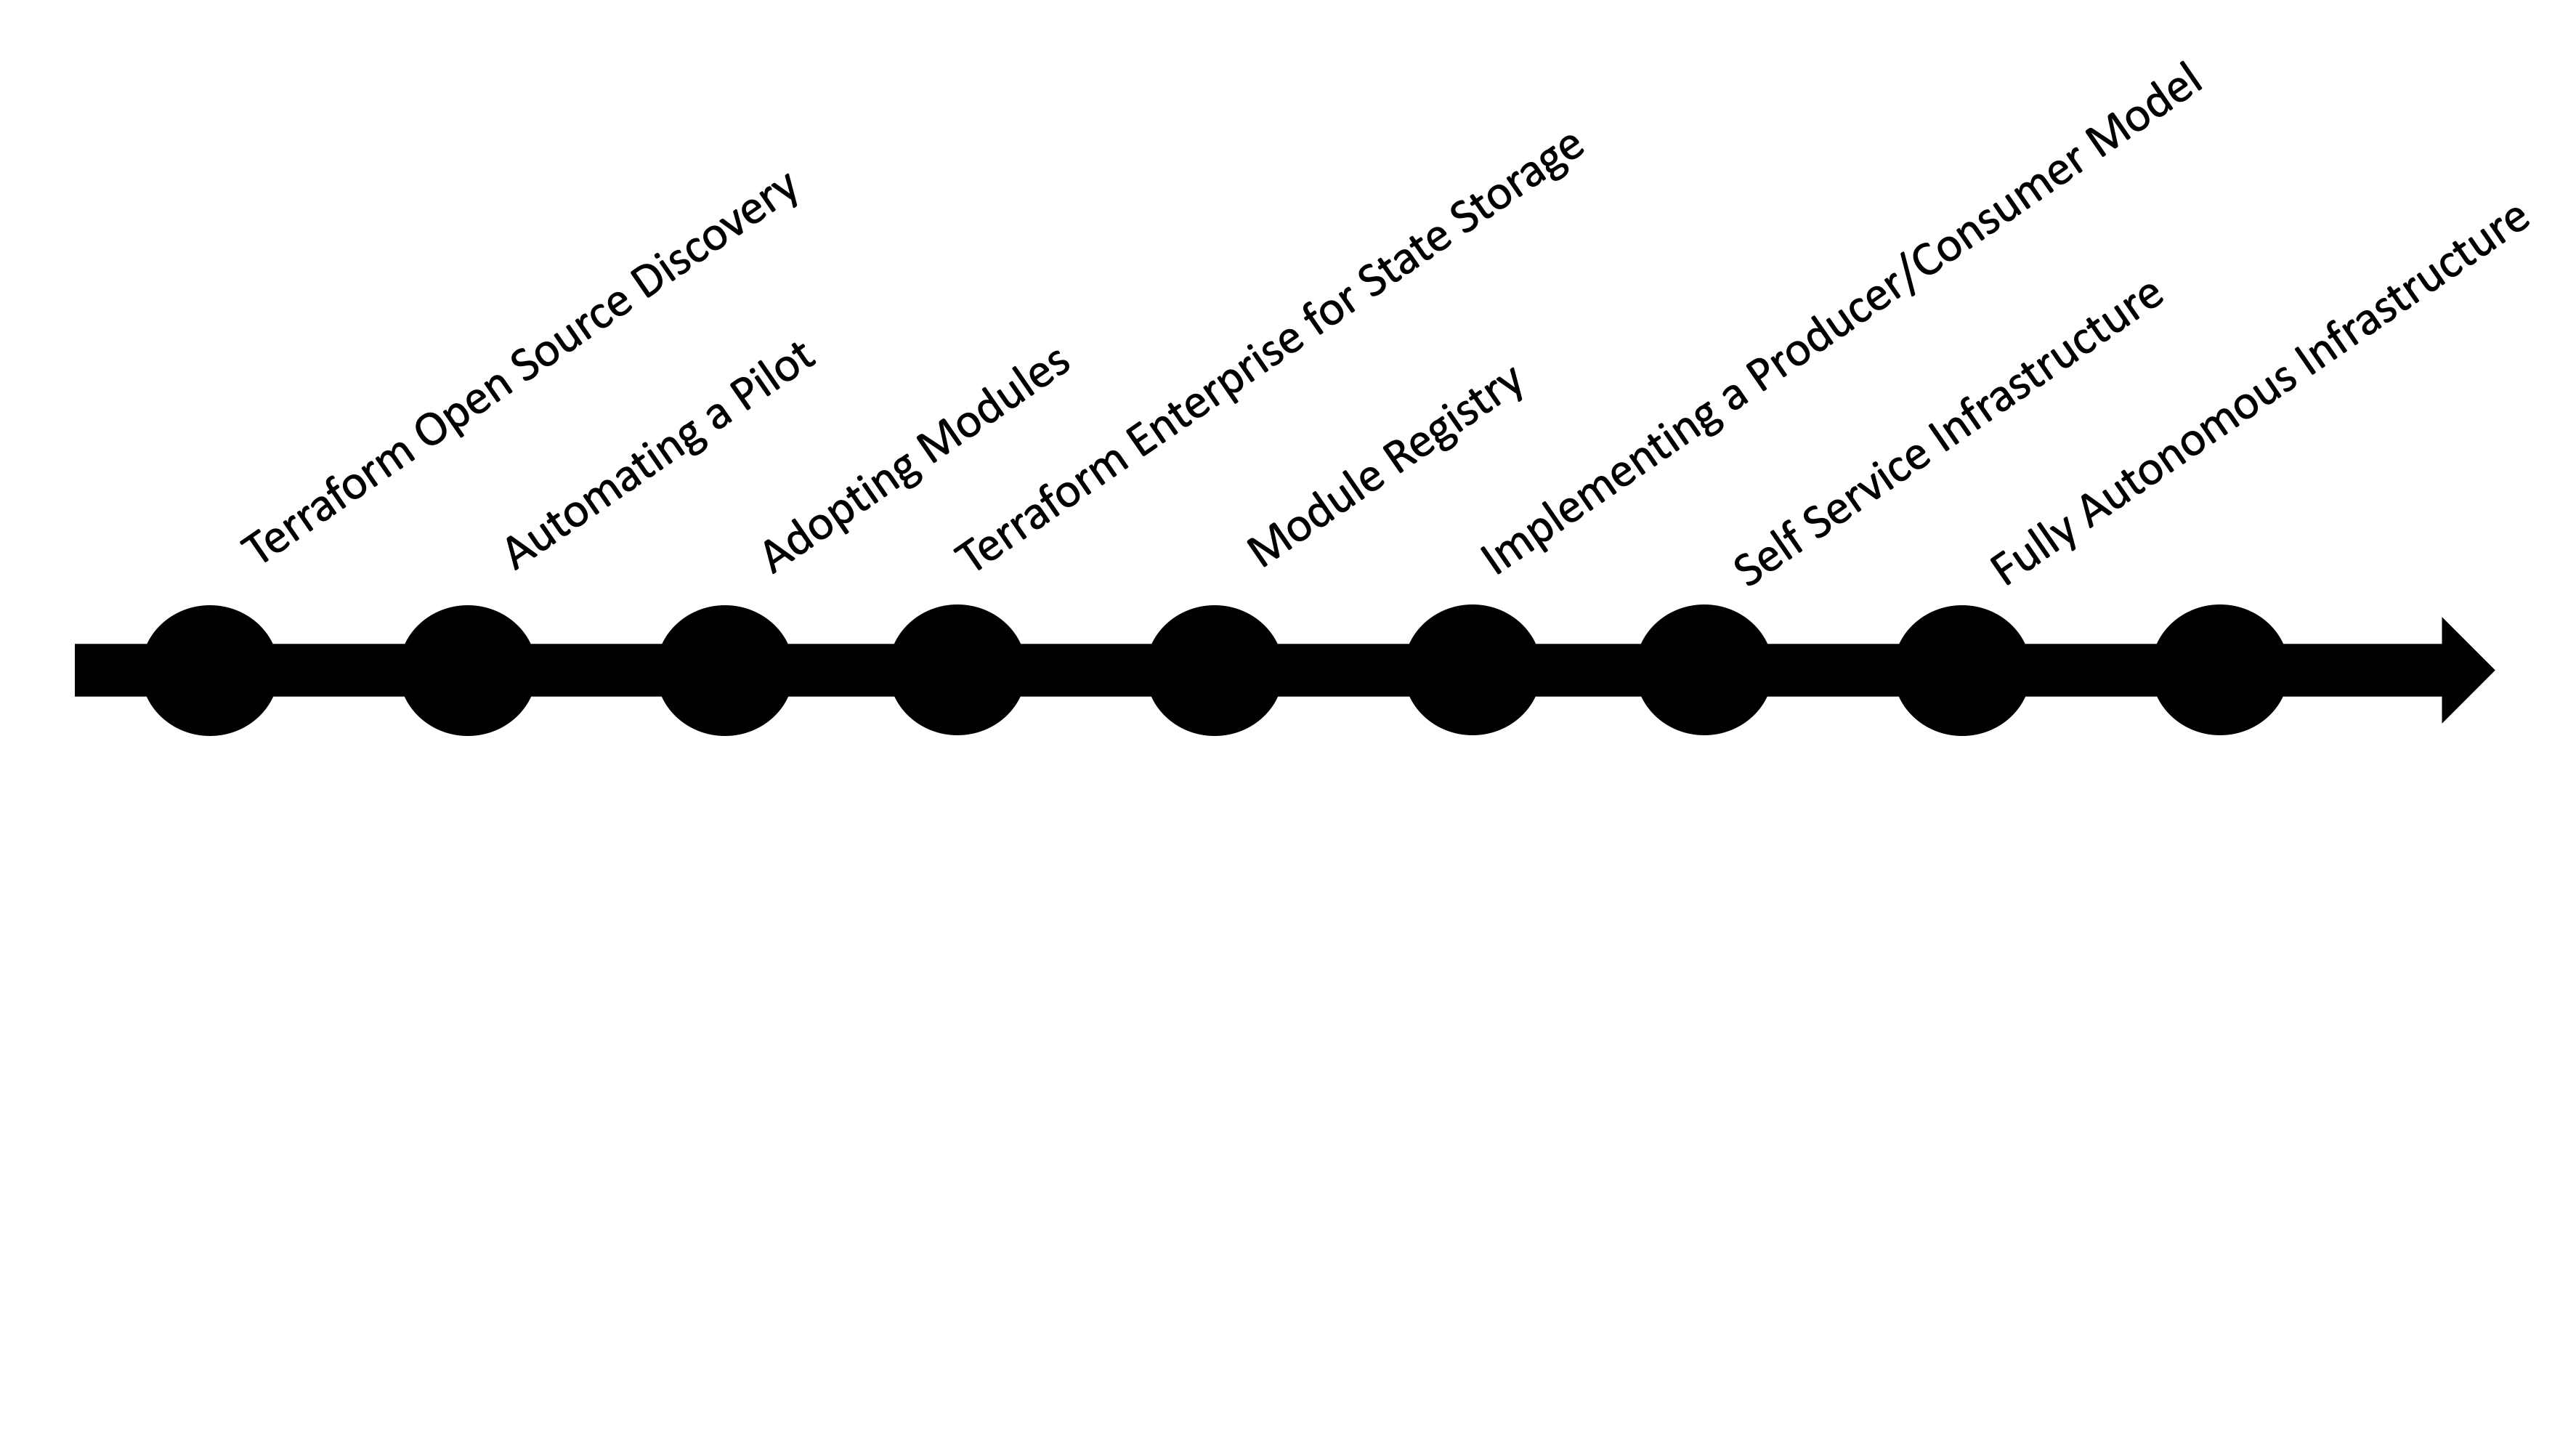 Terraform Open Source Discovery
Automating a Pilot
Adopting Modules
Terraform Enterprise for State Storage
Module Registry
Implementing a Producer/Consumer Model
Self Service Infrastructure
Fully Autonomous Infrastructure